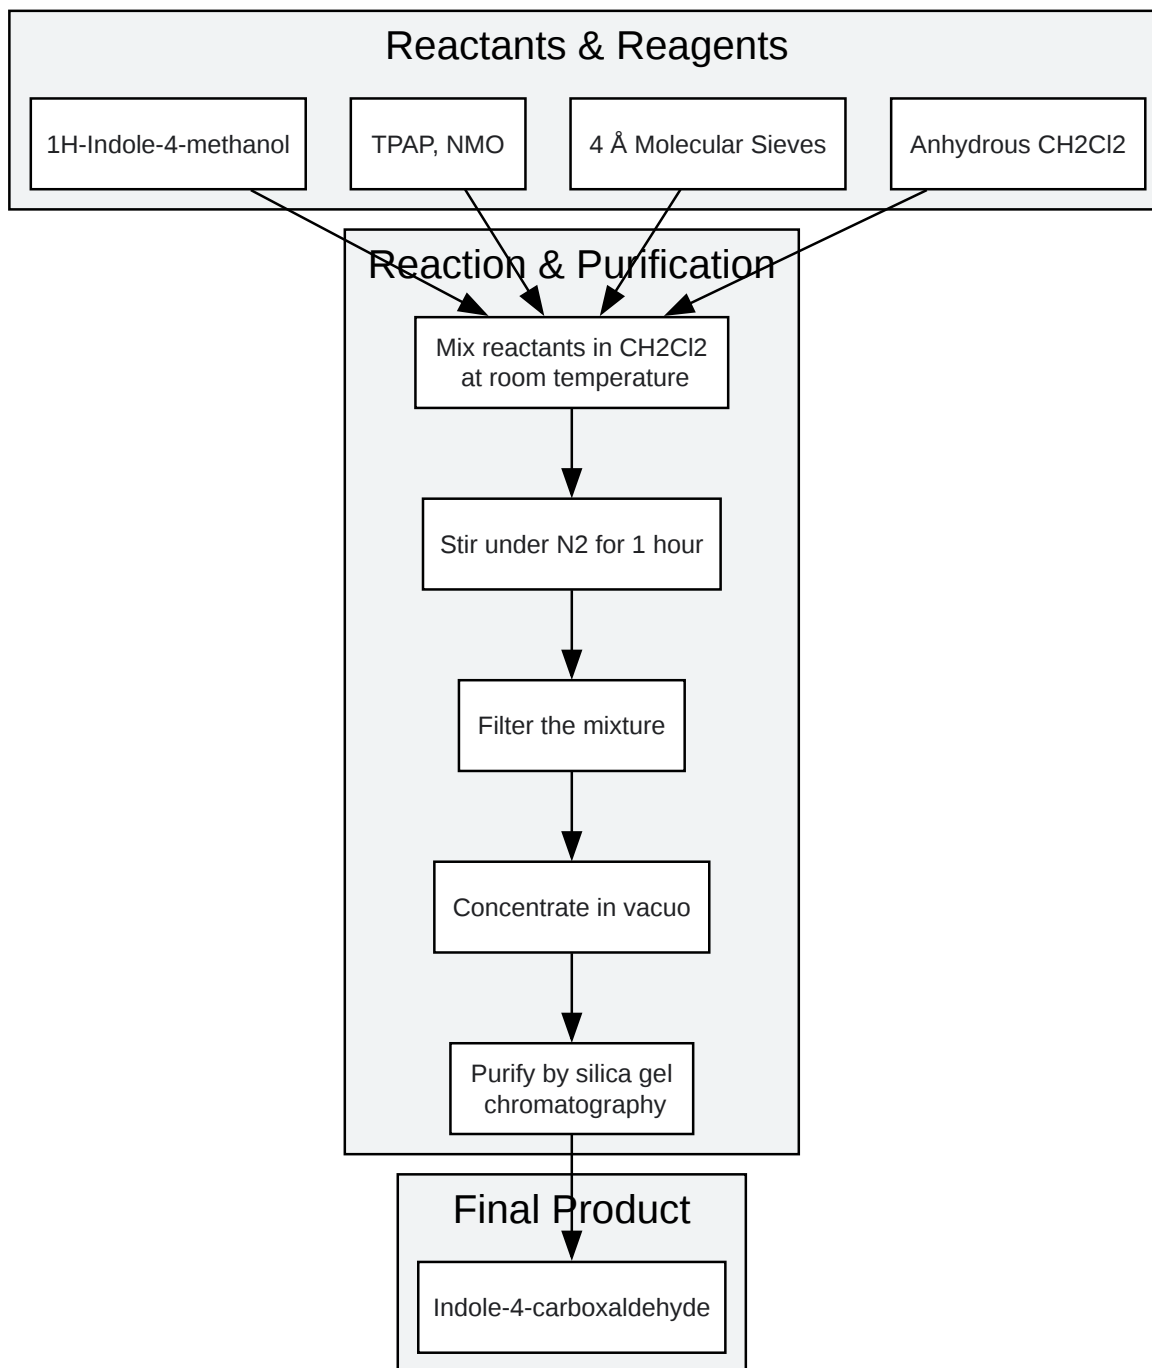 Reactants & Reagents
1H-Indole-4-methanol
TPAP, NMO
4 Å Molecular Sieves
Anhydrous CH2Cl2
Reaction & Purification
Mix reactants in CH2Cl2
at room temperature
Stir under N2 for 1 hour
Filter the mixture
Concentrate in vacuo
Purify by silica gel
chromatography
Final Product
Indole-4-carboxaldehyde